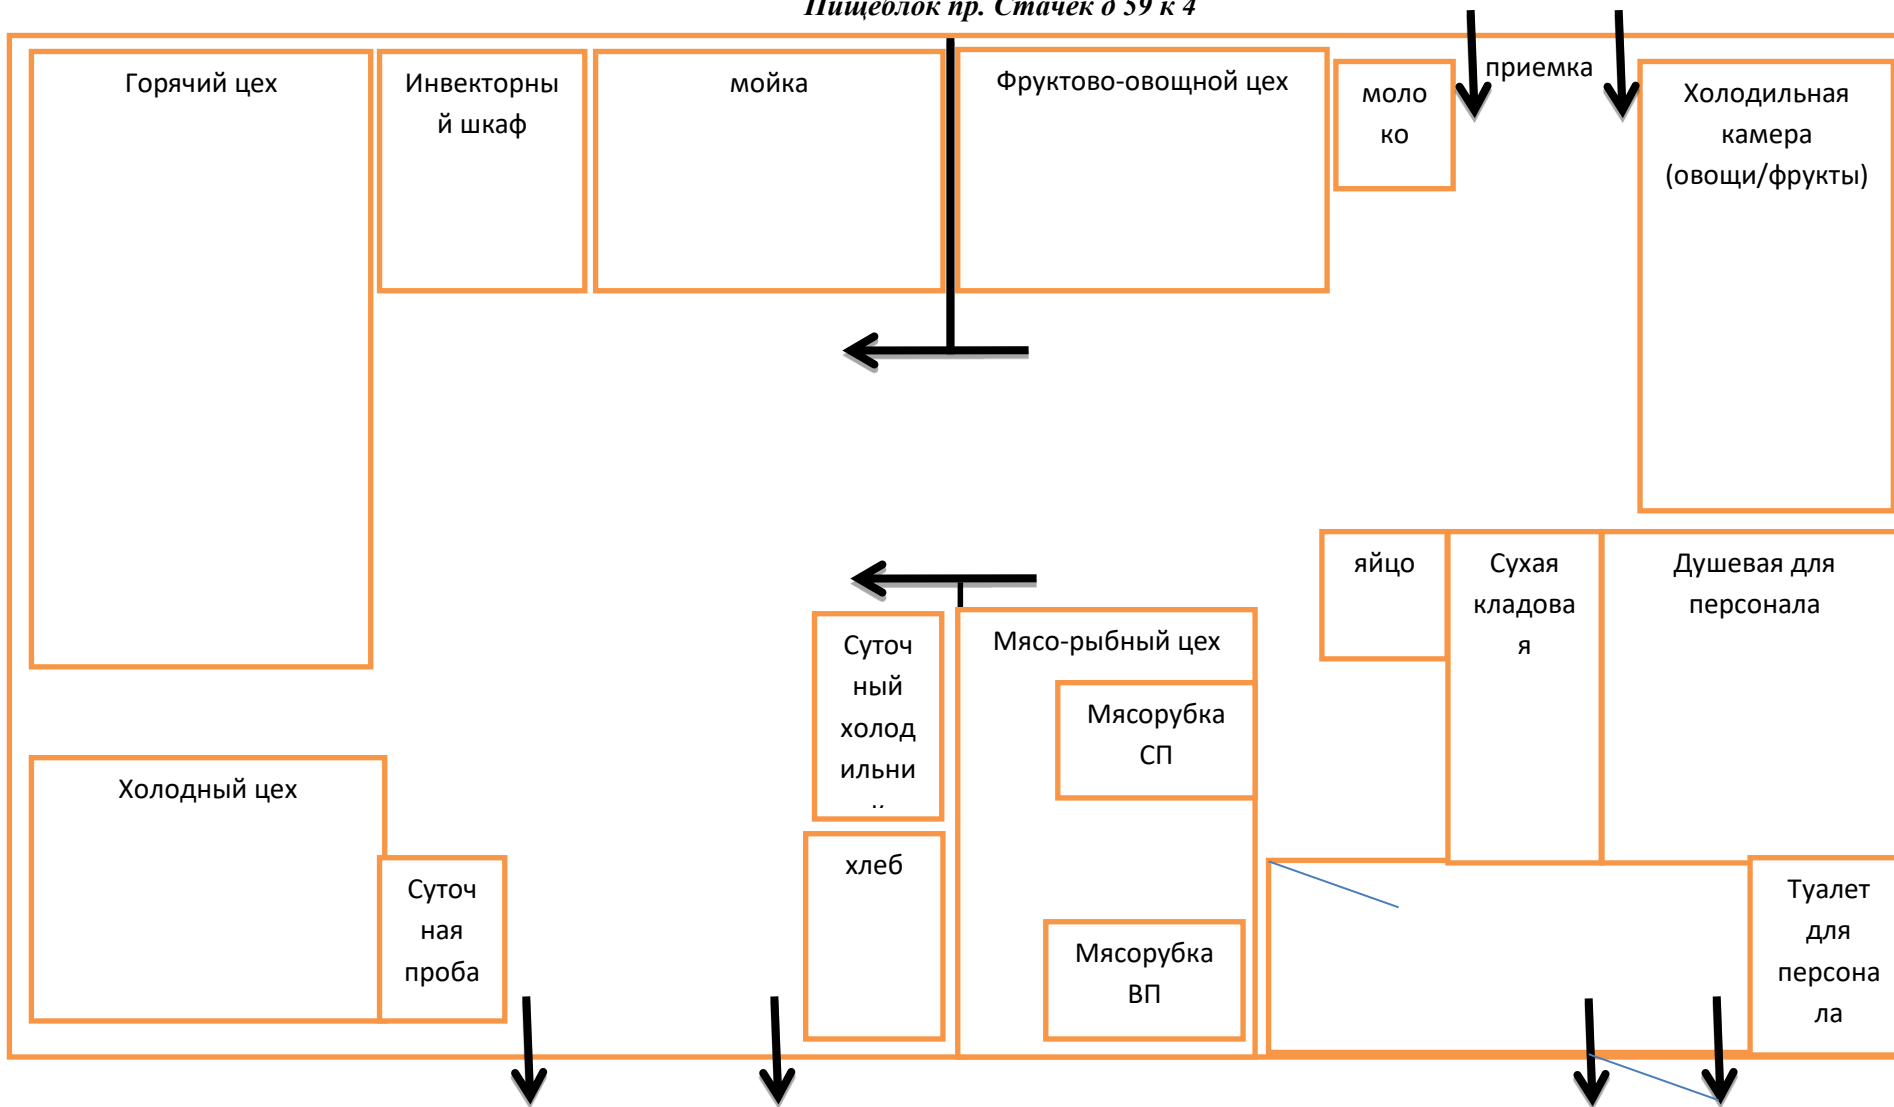 Пищеблок пр. Стачек д 59 к 4
Горячий цех
Инвекторны
й шкаф
мойка
Фруктово-овощной цех
моло
ко
приемка
Холодильная
камера
(овощи/фрукты)
яйцо
Сухая
кладова
я
Душевая для
персонала
Суточ
ный
холод
ильни
Мясо-рыбный цех
Мясорубка
СП
Холодный цех
Суточ
ная
проба
хлеб
Мясорубка
ВП
Туалет
для
персона
ла